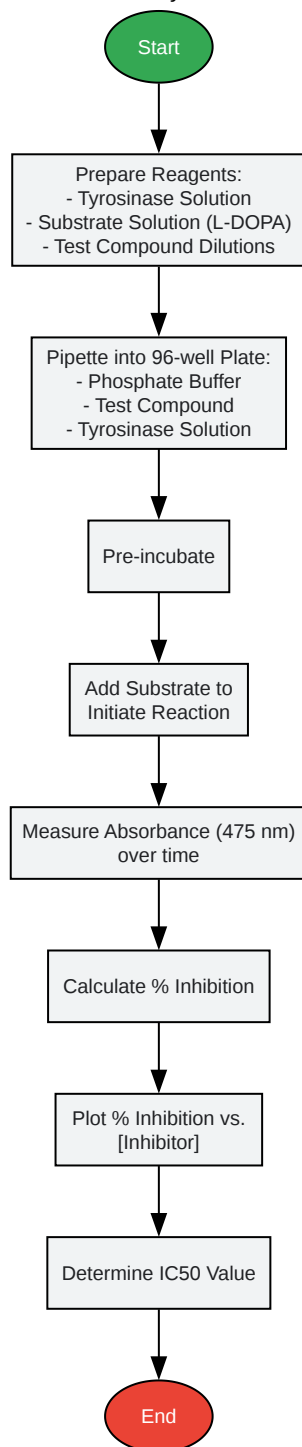 Start
Prepare Reagents:
- Tyrosinase Solution
- Substrate Solution (L-DOPA)
- Test Compound Dilutions
Pipette into 96-well Plate:
- Phosphate Buffer
- Test Compound
- Tyrosinase Solution
Pre-incubate
Add Substrate to
Initiate Reaction
Measure Absorbance (475 nm)
over time
Calculate % Inhibition
Plot % Inhibition vs.
[Inhibitor]
Determine IC50 Value
End